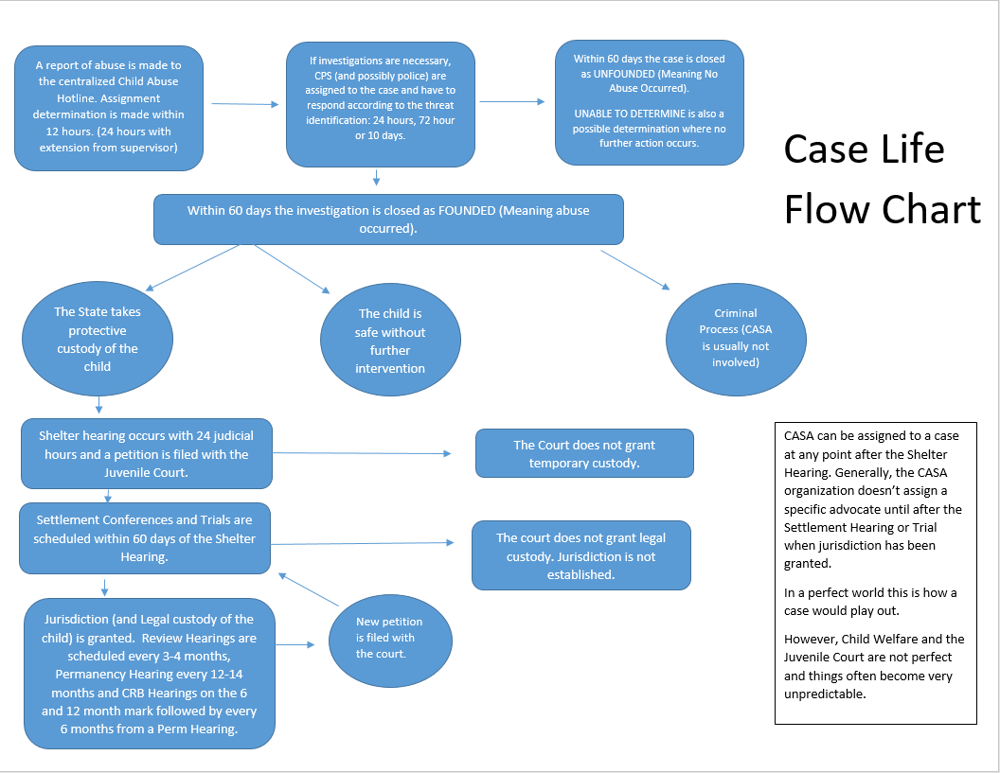 A report of abuse is made to
the centralized Child Abuse
Hotline. Assignment
determination is made within
12 hours. (24 hours with
extension from supervisor)
If investigations are necessary,
CPS (and possibly police) are
assigned to the case and have to
respond according to the threat
identification: 24 hours, 72 hour
or 10 days.
Within 60 days the case is closed
as UNFOUNDED (Meaning No
Abuse Occurred).
UNABLE TO DETERMINE is also a
possible determination where no
further action occurs.
Case Life
Flow Chart
Within 60 days the investigation is closed as FOUNDED (Meaning abuse
occurred).
The State takes
protective
custody of the
child
The child is
safe without
further
intervention
Criminal
Process (CASA
is usually not
involved)
Shelter hearing occurs with 24 judicial
hours and a petition is filed with the
Juvenile Court.
The Court does not grant
temporary custody.
Settlement Conferences and Trials are
scheduled within 60 days of the Shelter
Hearing.
The court does not grant legal
custody. Jurisdiction is not
established.
Jurisdiction (and Legal custody of the
child) is granted.  Review Hearings are
scheduled every 3-4 months,
Permanency Hearing every 12-14
months and CRB Hearings on the 6
and 12 month mark followed by every
6 months from a Perm Hearing.
New petition
is filed with
the court.
CASA can be assigned to a case
at any point after the Shelter
Hearing. Generally, the CASA
organization doesn’t assign a
specific advocate until after the
Settlement Hearing or Trial
when jurisdiction has been
granted.
In a perfect world this is how a
case would play out.
However, Child Welfare and the
Juvenile Court are not perfect
and things often become very
unpredictable.